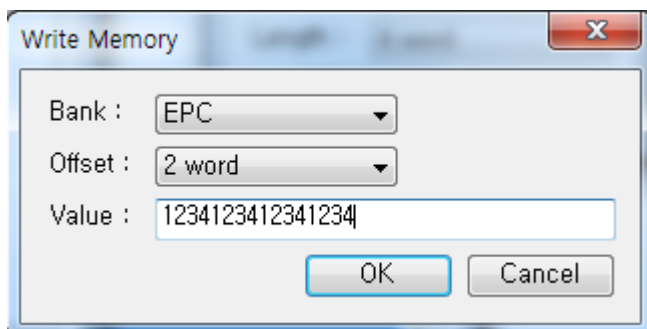 Write Memory
Bank : EPC
Offset : 2 word
Value : 1234123412341234
OK Cancel